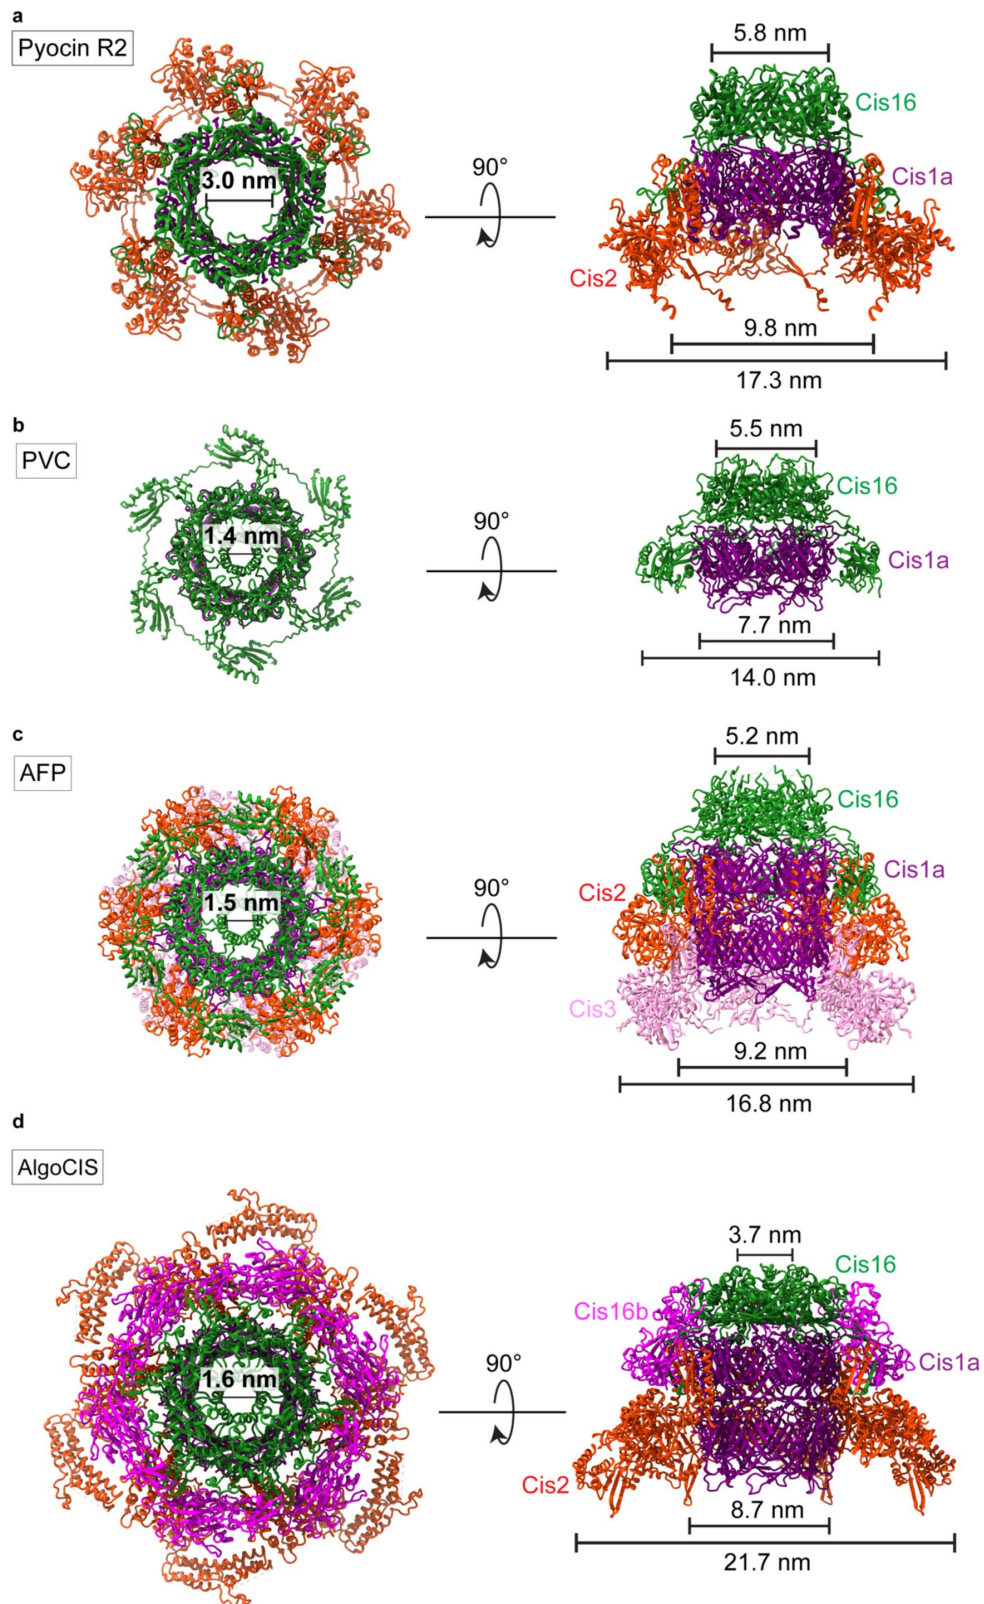 a
Pyocin R2
3.0 nm
90°
5.8 nm
Cis16
Cis1a
Cis2
9.8 nm
17.3 nm
b
PVC
1.4 nm
90°
5.5 nm
Cis16
Cis1a
7.7 nm
14.0 nm
c
AFP
1.5 nm
90°
5.2 nm
Cis16
Cis1a
Cis2
Cis3
9.2 nm
16.8 nm
d
AlgoCIS
1.6 nm
90°
3.7 nm
Cis16
Cis16b
Cis1a
Cis2
8.7 nm
21.7 nm